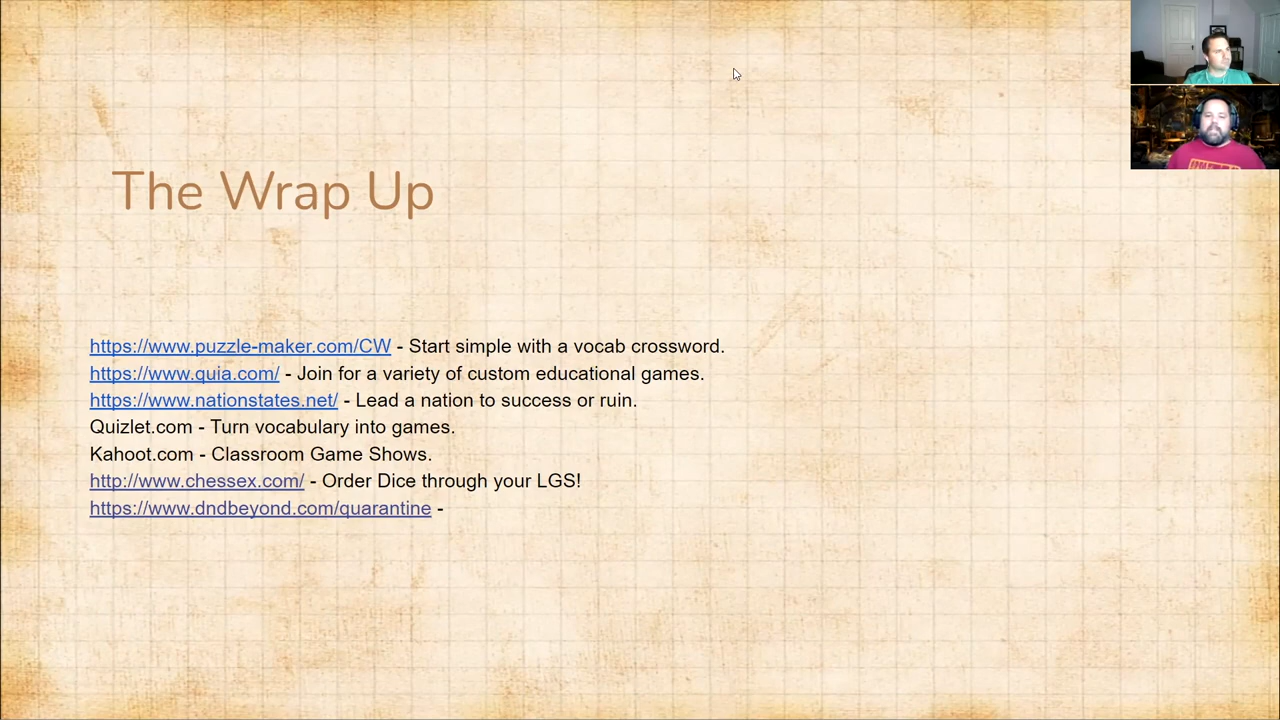 The Wrap Up
https://www.puzzle-maker.com/CW - Start simple with a vocab crossword.
https://www.quia.com/ - Join for a variety of custom educational games.
https://www.nationstates.net/ - Lead a nation to success or ruin.
Quizlet.com - Turn vocabulary into games.
Kahoot.com - Classroom Game Shows.
http://www.chessex.com/ - Order Dice through your LGS!
https://www.dndbeyond.com/quarantine -